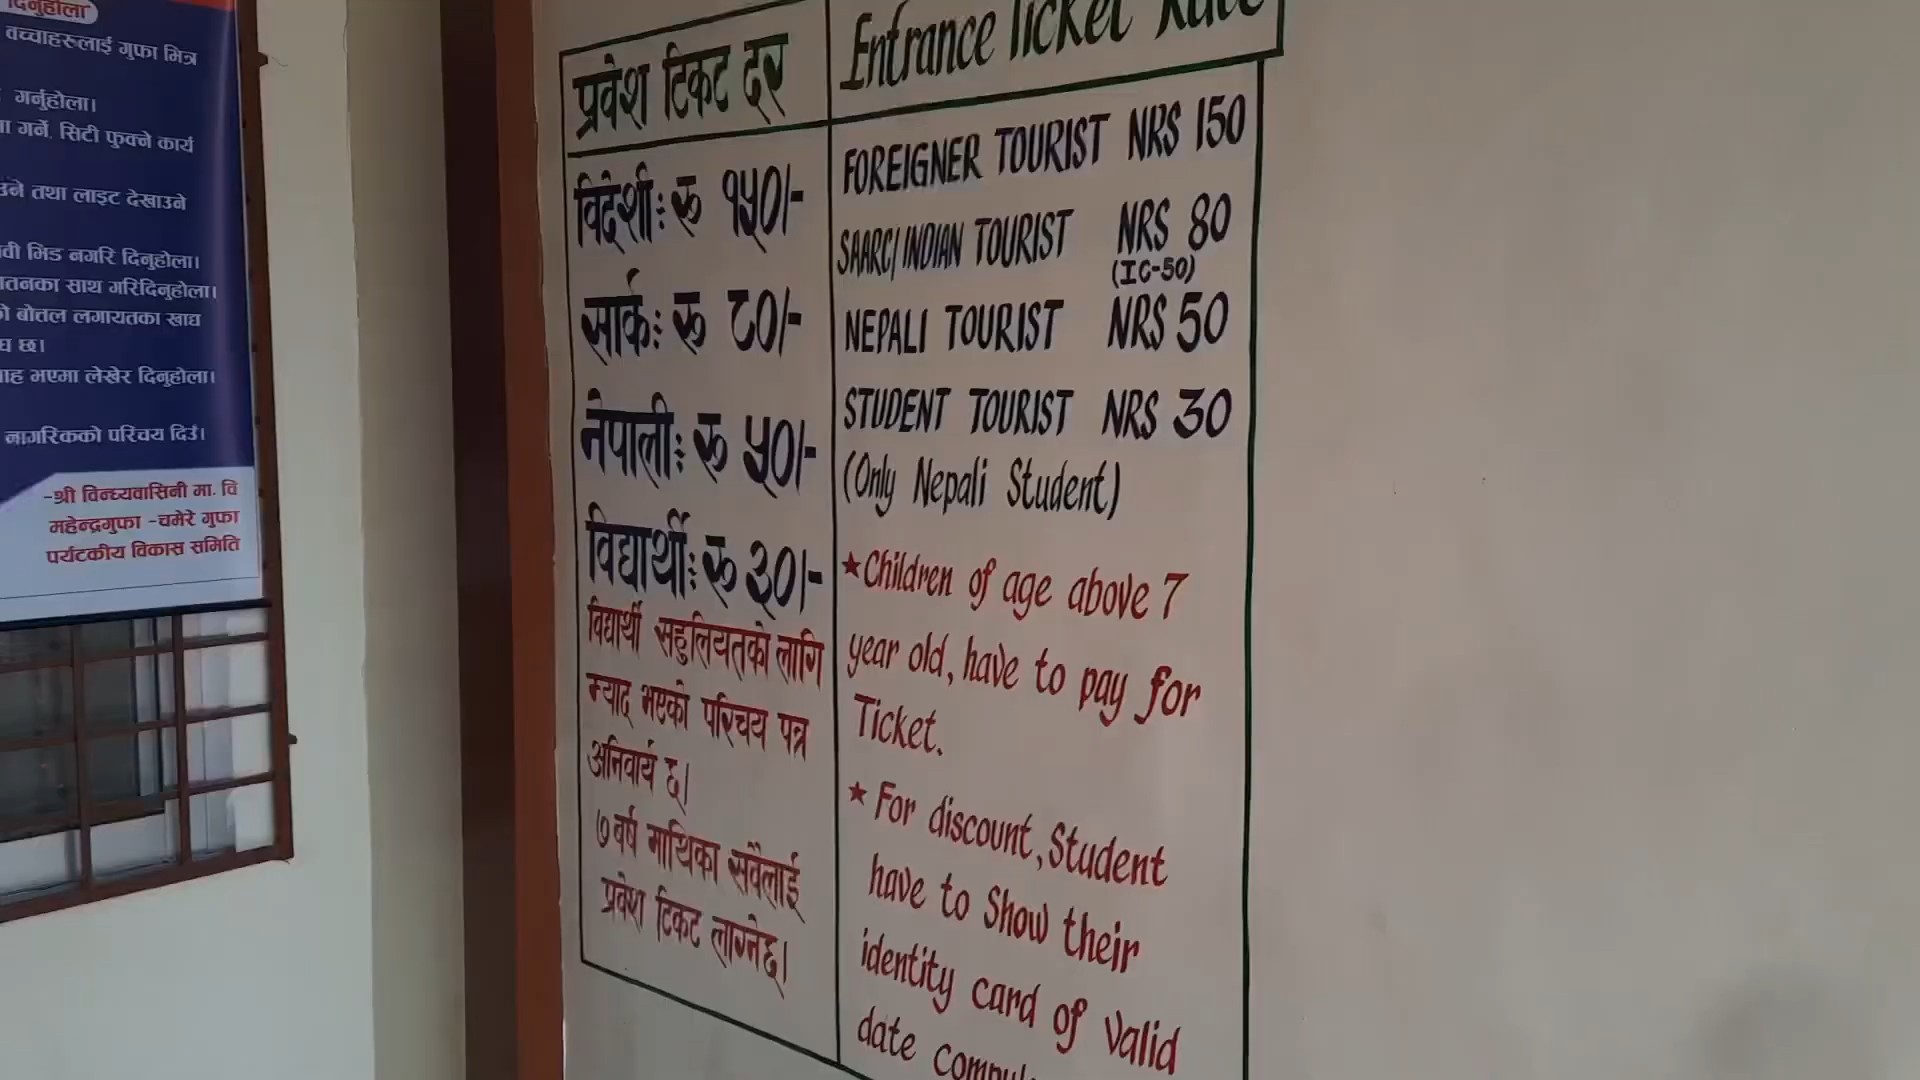 दिनुहोला
वच्चाहरुलाई गुफा भित्र
गर्नुहोला।
गर्ने, सिटी फुक्ने कार्य
तथा लाइट देखाउने
भिड नगरि दिनुहोला।
साथ गरिदिनुहोला।
बोत्तल लगायतका खाद्य
छ।
भएमा लेखेर दिनुहोला।
नागरिकको परिचय दिउँ।
-श्री विन्ध्यवासिनी मा. वि
महेन्द्रगुफा -चमेरे गुफा
पर्यटकीय विकास समिति
प्रवेश टिकट दर
विदेशी: रु १५०/-
सार्क: रु ८०/-
नेपाली: रु ५०/-
विद्यार्थी: रु ३०/-
विद्यार्थी सहुलियतको लागि
म्याद भएको परिचय पत्र
अनिवार्य छ।
७ बर्ष माथिका सवैलाई
प्रवेश टिकट लाग्नेछ।
Entrance Ticket Rate
FOREIGNER TOURIST NRS 150
SAARC/INDIAN TOURIST NRS 80
(IC-50)
NEPALI TOURIST NRS 50
STUDENT TOURIST NRS 30
(Only Nepali Student)
★Children of age above 7
year old, have to pay for
Ticket.
★ For discount, Student
have to Show their
identity card of Valid
date